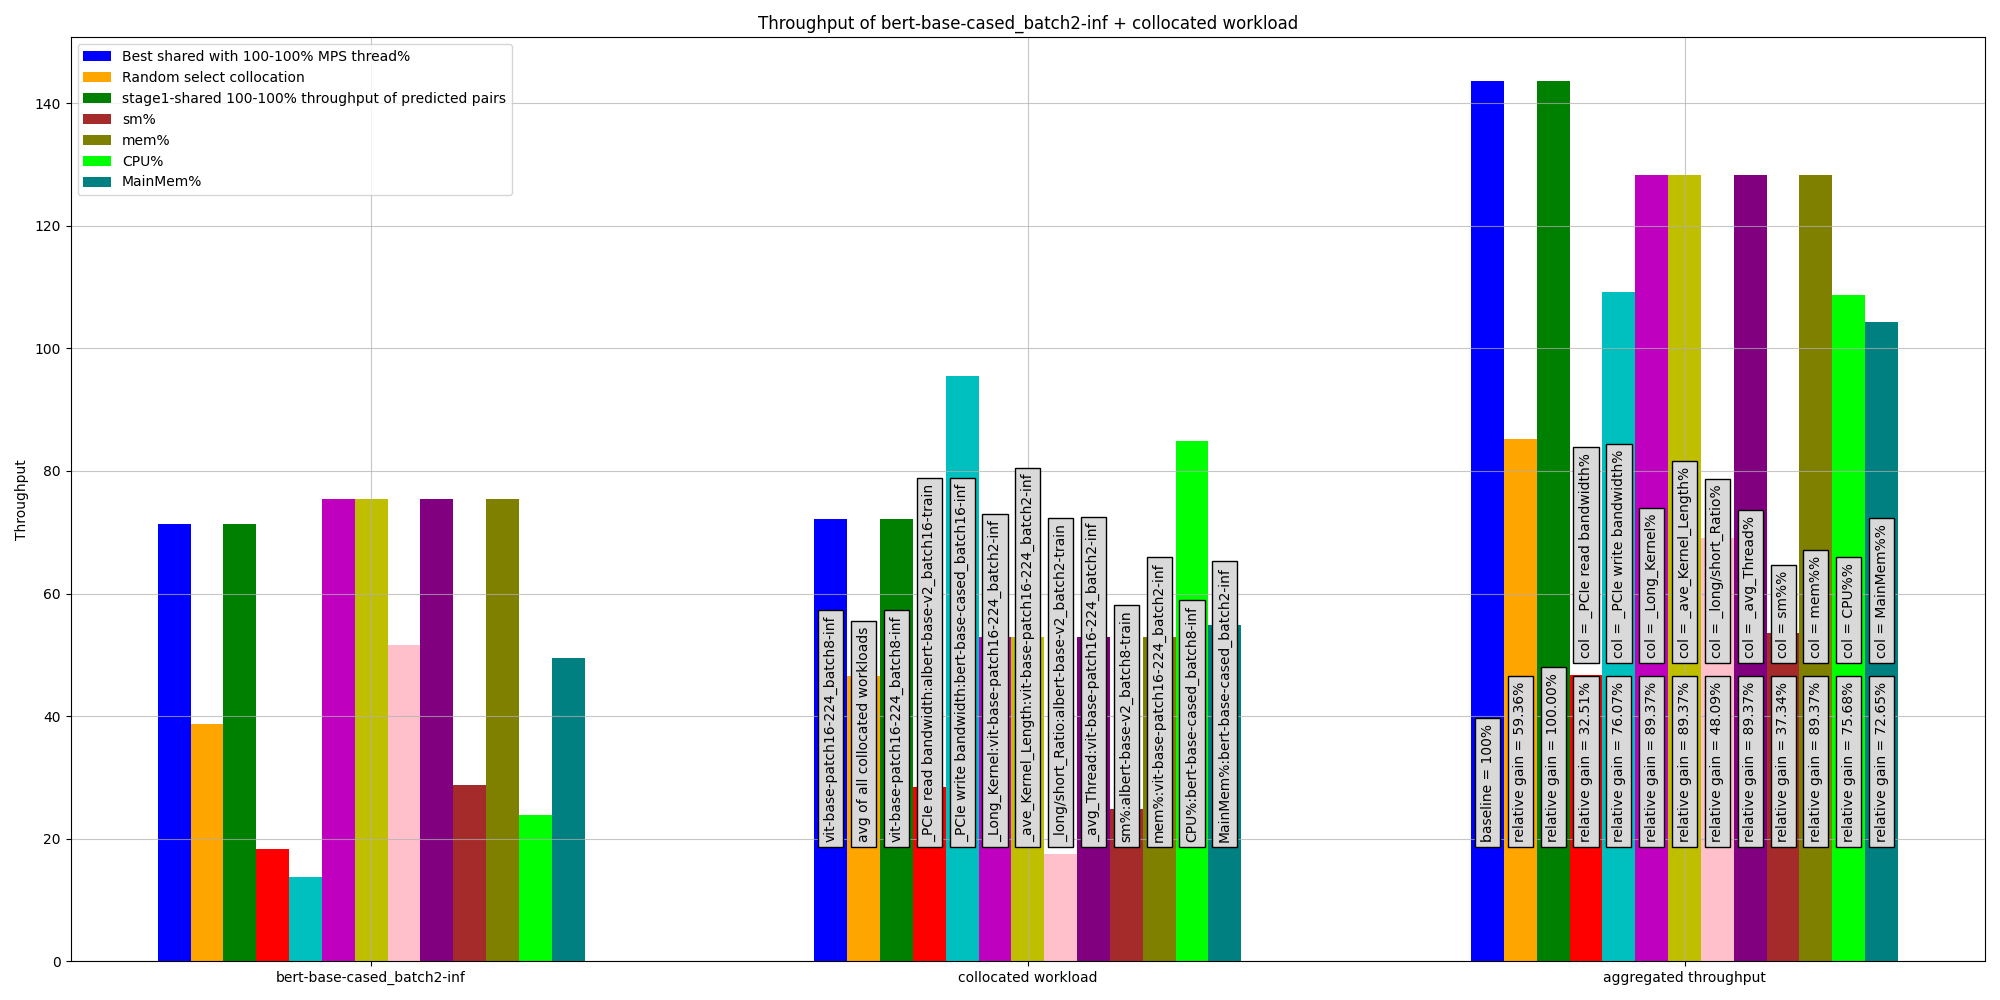 Throughput of bert-base-cased_batch2-inf + collocated workload
Best shared with 100-100% MPS thread%
Random select collocation
stage1-shared 100-100% throughput of predicted pairs
sm%
mem%
CPU%
MainMem%
Throughput
140
120
100
80
60
40
20
0
vit-base-patch16-224_batch8-inf
avg of all collocated workloads
vit-base-patch16-224_batch8-inf
_PCIe read bandwidth:albert-base-v2_batch16-train
_PCIe write bandwidth:bert-base-cased_batch16-inf
_Long_Kernel:vit-base-patch16-224_batch2-inf
_ave_Kernel_Length:vit-base-patch16-224_batch2-inf
_long/short_Ratio:albert-base-v2_batch2-train
_avg_Thread:vit-base-patch16-224_batch2-inf
sm%:albert-base-v2_batch8-train
mem%:vit-base-patch16-224_batch2-inf
CPU%:bert-base-cased_batch8-inf
MainMem%:bert-base-cased_batch2-inf
col = _PCIe read bandwidth%
col = _PCIe write bandwidth%
col = _Long_Kernel%
col = _ave_Kernel_Length%
col = _long/short_Ratio%
col = _avg_Thread%
col = sm%%
col = mem%%
col = CPU%%
col = MainMem%%
baseline = 100%
relative gain = 59.36%
relative gain = 100.00%
relative gain = 32.51%
relative gain = 76.07%
relative gain = 89.37%
relative gain = 89.37%
relative gain = 48.09%
relative gain = 89.37%
relative gain = 37.34%
relative gain = 89.37%
relative gain = 75.68%
relative gain = 72.65%
bert-base-cased_batch2-inf
collocated workload
aggregated throughput